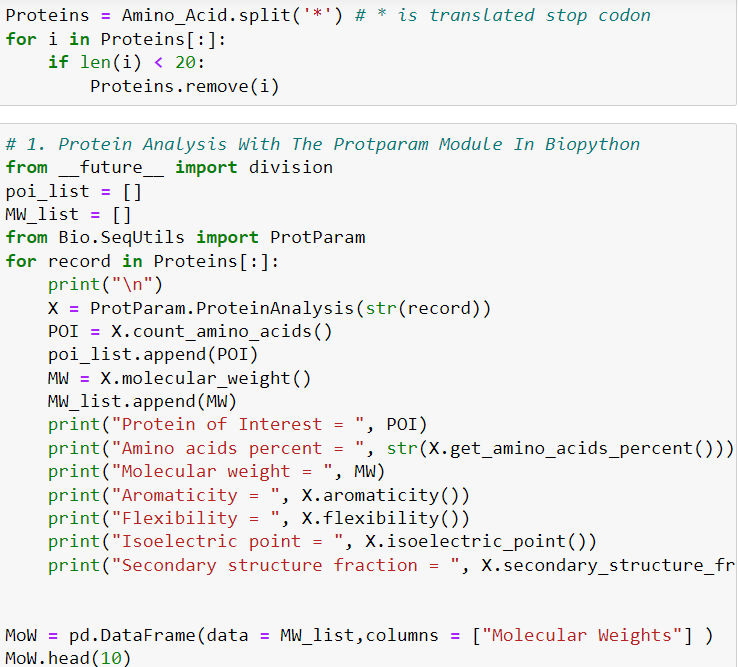 Proteins = Amino_Acid.split('*') # * is translated stop codon
for i in Proteins[:]:
    if len(i) < 20:
        Proteins.remove(i)
# 1. Protein Analysis With The Protparam Module In Biopython
from __future__ import division
poi_list = []
MW_list = []
from Bio.SeqUtils import ProtParam
for record in Proteins[:]:
    print("\n")
    X = ProtParam.ProteinAnalysis(str(record))
    POI = X.count_amino_acids()
    poi_list.append(POI)
    MW = X.molecular_weight()
    MW_list.append(MW)
    print("Protein of Interest = ", POI)
    print("Amino acids percent = ", str(X.get_amino_acids_percent()))
    print("Molecular weight = ", MW)
    print("Aromaticity = ", X.aromaticity())
    print("Flexibility = ", X.flexibility())
    print("Isoelectric point = ", X.isoelectric_point())
    print("Secondary structure fraction = ", X.secondary_structure_fr
MoW = pd.DataFrame(data = MW_list,columns = ["Molecular Weights"] )
MoW.head(10)